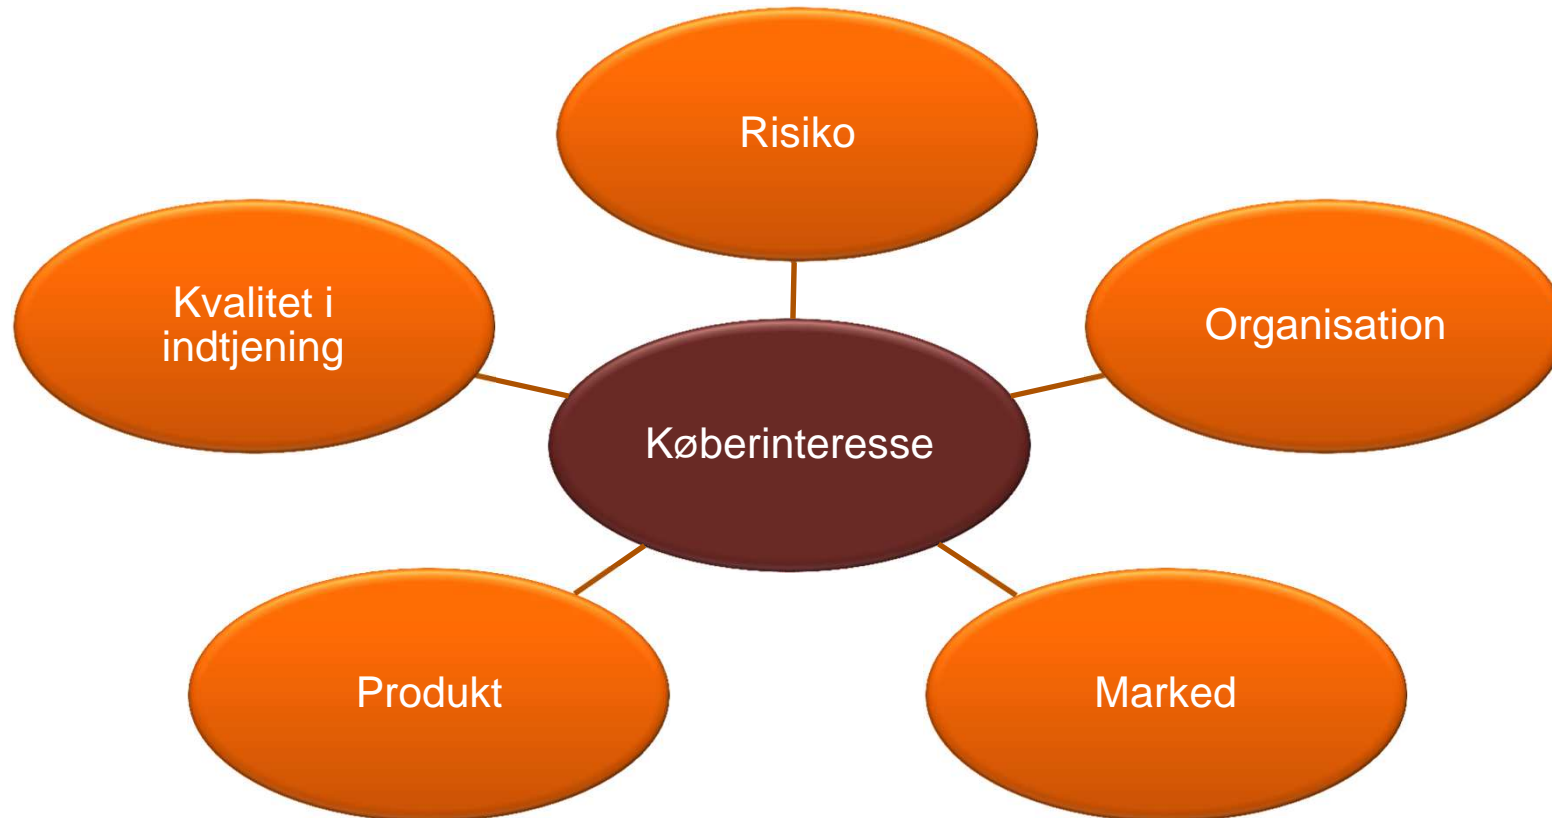 Risiko
Kvalitet i
indtjening
Organisation
Køberinteresse
Produkt
Marked